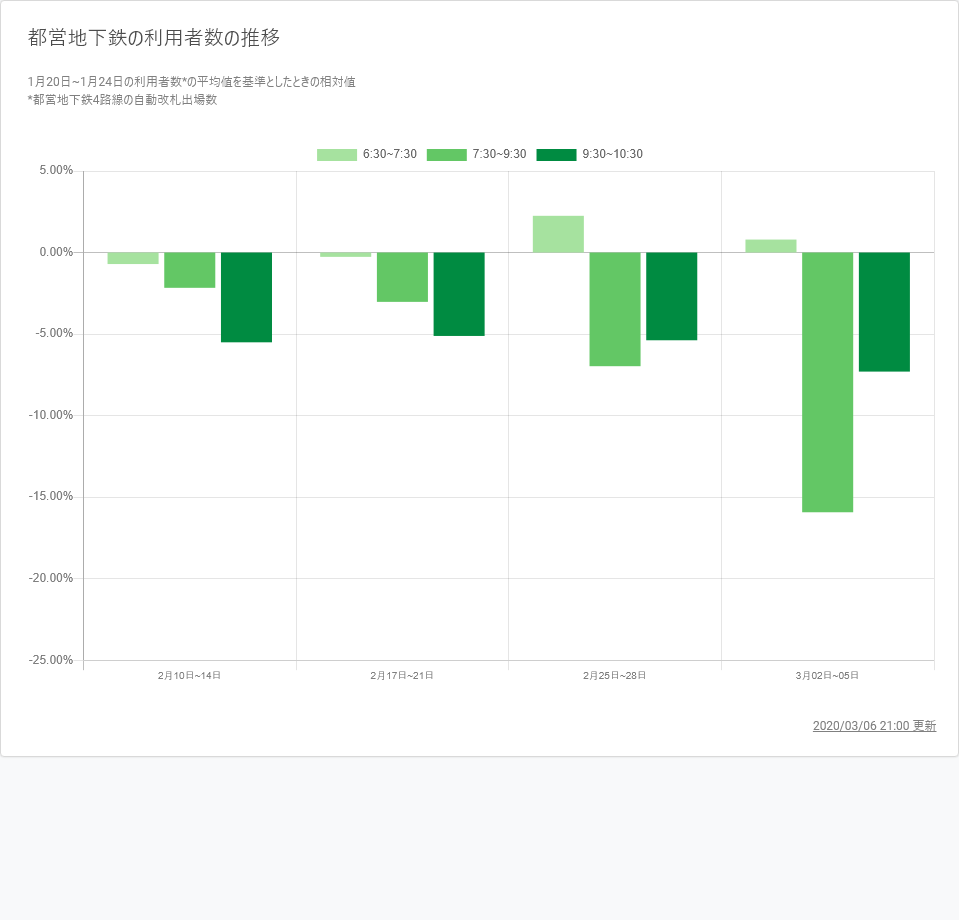 都営地下鉄の利用者数の推移
1月20日~1月24日の利用者数*の平均値を基準としたときの相対値
*都営地下鉄4路線の自動改札出場数
6:30~7:30 7:30~9:30 9:30~10:30
5.00%
0.00%
-5.00%
-10.00%
-15.00%
-20.00%
-25.00%
2月10日~14日 2月17日~21日 2月25日~28日 3月02日~05日
2020/03/06 21:00 更新